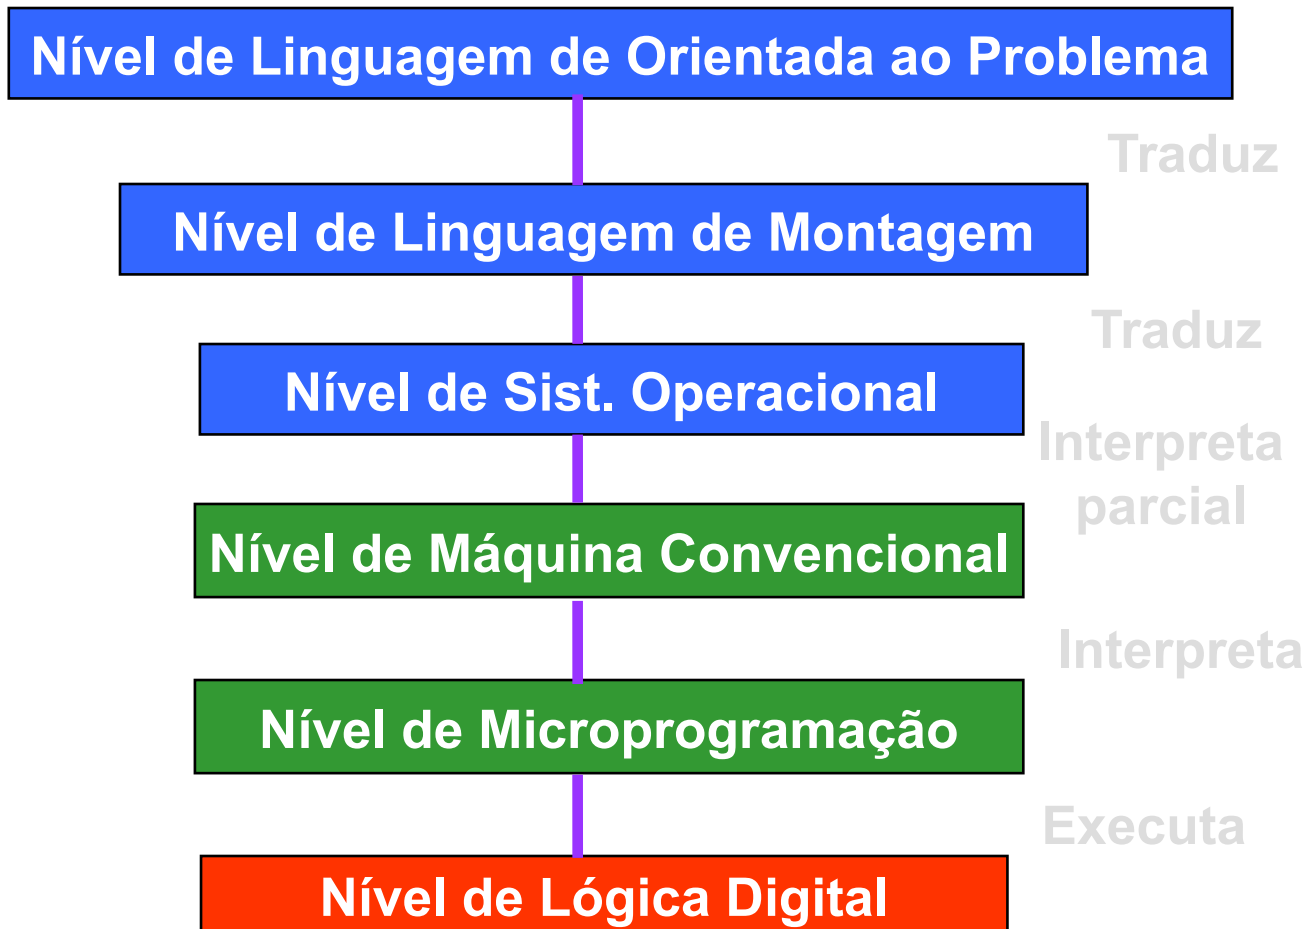 Nível de Linguagem de Orientada ao Problema
Traduz
Nível de Linguagem de Montagem
Traduz
Nível de Sist. Operacional
Interpreta
parcial
Nível de Máquina Convencional
Interpreta
Nível de Microprogramação
Executa
Nível de Lógica Digital